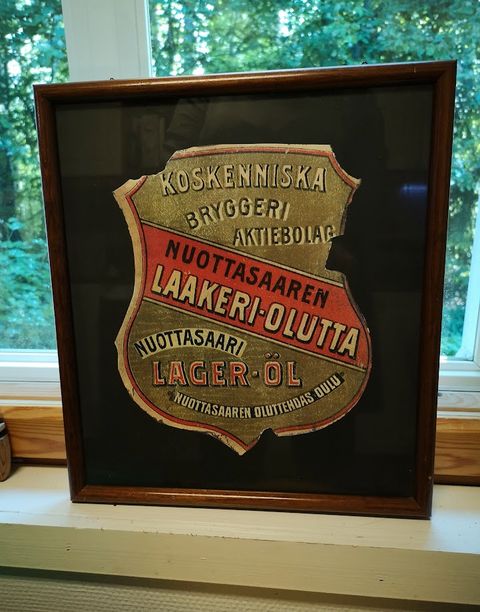 KOSKENNISKA
BRYGGERI
AKTIEBOLAG
NUOTTASAAREN
LAAKERI-OLUTTA
NUOTTASAARI
LAGER-ÖL
NUOTTASAAREN OLUTTEHDAS OULU